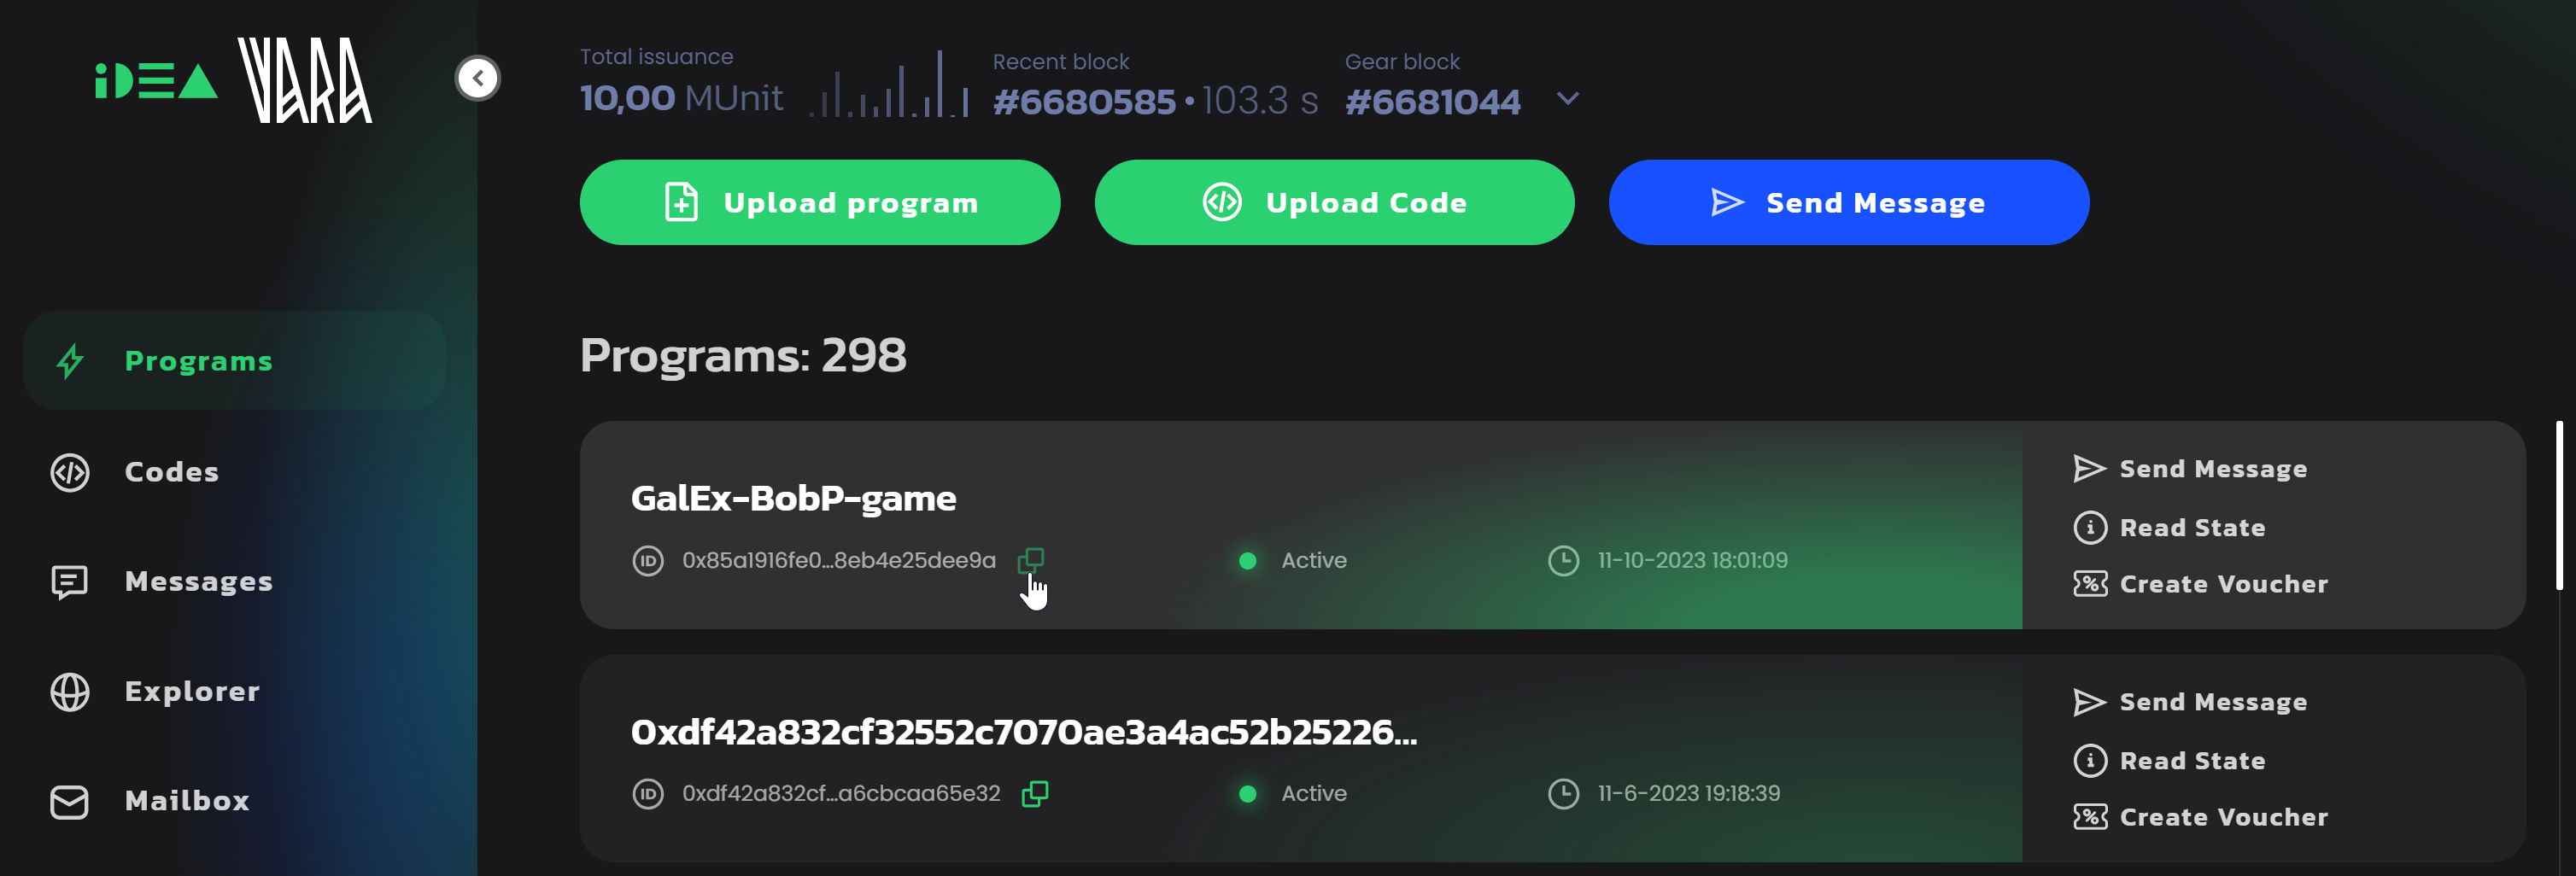 iDEA VARA
Total issuance
10,00 MUnit
Recent block
#6680585 • 103.3 s
Gear block
#6681044
Upload program
Upload Code
Send Message
Programs
Codes
Messages
Explorer
Mailbox
Programs: 298
GalEx-BobP-game
ID 0x85a1916fe0...8eb4e25dee9a
Active
11-10-2023 18:01:09
Send Message
Read State
Create Voucher
0xdf42a832cf32552c7070ae3a4ac52b25226...
ID 0xdf42a832cf...a6cbcaa65e32
Active
11-6-2023 19:18:39
Send Message
Read State
Create Voucher